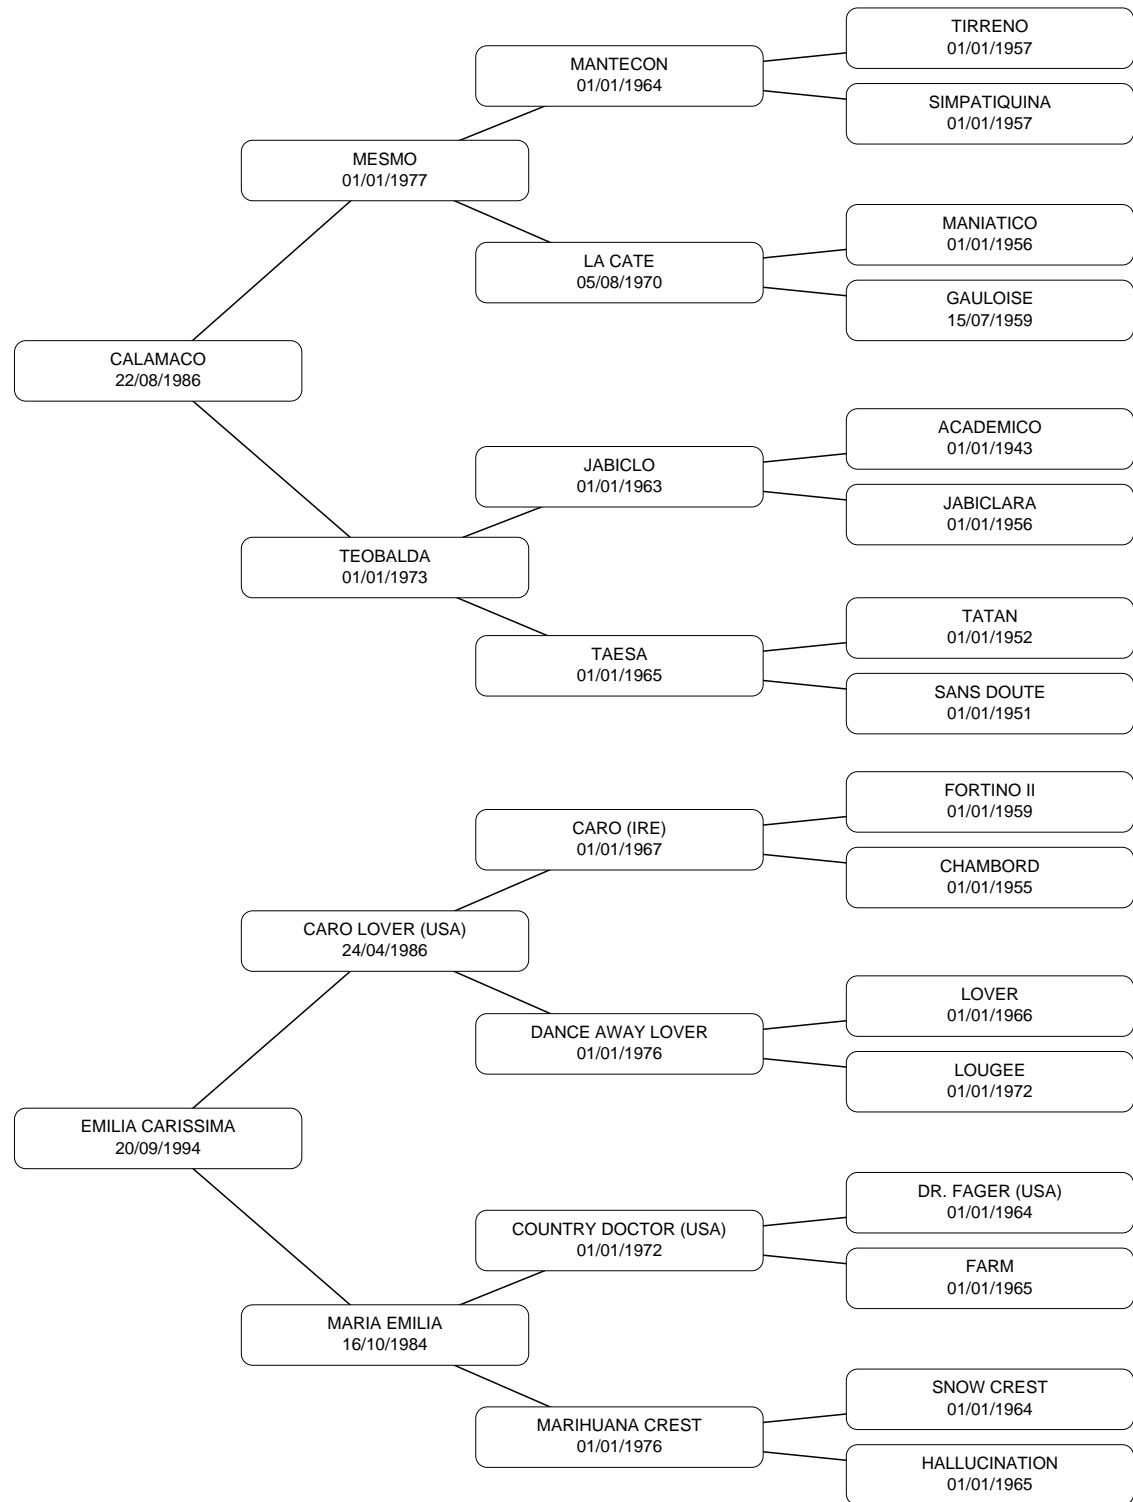 TIRRENO
01/01/1957
MANTECON
01/01/1964
SIMPATIQUINA
01/01/1957
MESMO
01/01/1977
MANIATICO
01/01/1956
LA CATE
05/08/1970
GAULOISE
15/07/1959
CALAMACO
22/08/1986
ACADEMICO
01/01/1943
JABICLO
01/01/1963
JABICLARA
01/01/1956
TEOBALDA
01/01/1973
TATAN
01/01/1952
TAESA
01/01/1965
SANS DOUTE
01/01/1951
FORTINO II
01/01/1959
CARO (IRE)
01/01/1967
CHAMBORD
01/01/1955
CARO LOVER (USA)
24/04/1986
LOVER
01/01/1966
DANCE AWAY LOVER
01/01/1976
LOUGEE
01/01/1972
EMILIA CARISSIMA
20/09/1994
DR. FAGER (USA)
01/01/1964
COUNTRY DOCTOR (USA)
01/01/1972
FARM
01/01/1965
MARIA EMILIA
16/10/1984
SNOW CREST
01/01/1964
MARIHUANA CREST
01/01/1976
HALLUCINATION
01/01/1965